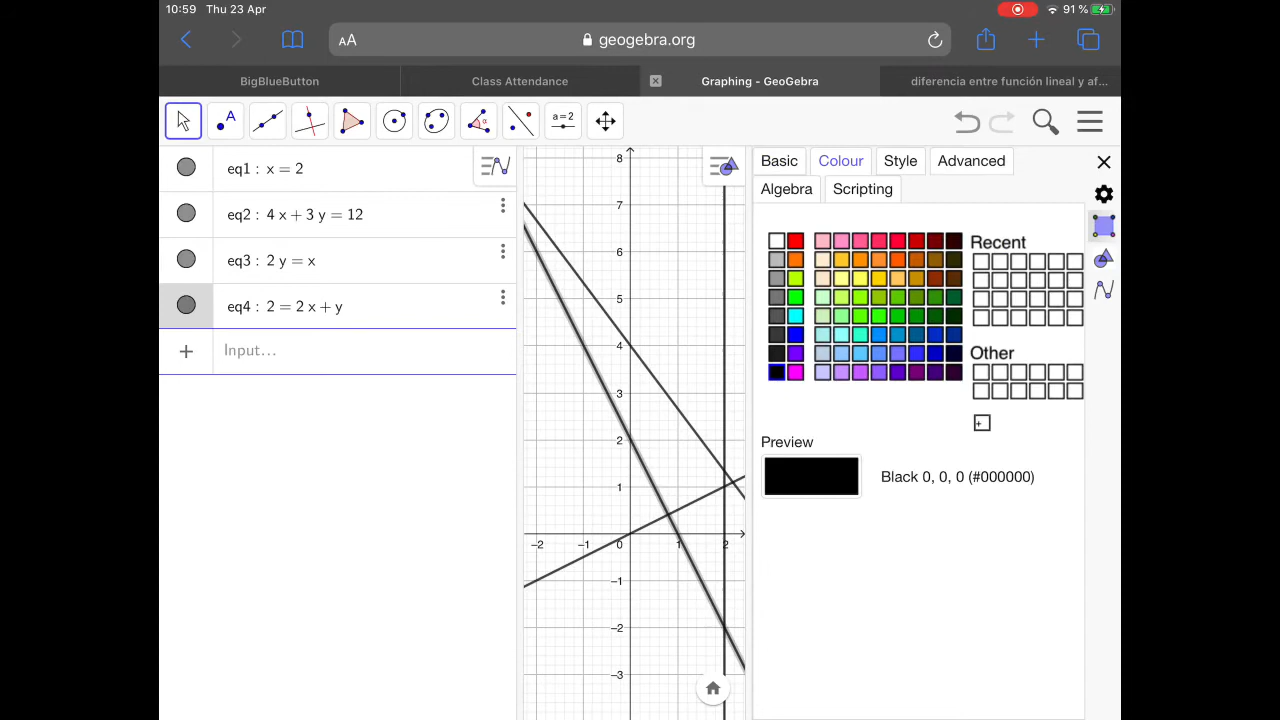 10:59 Thu 23 Apr 91 %
AA geogebra.org
BigBlueButton Class Attendance Graphing - GeoGebra diferencia entre función lineal y af...
A α a=2
eq1 : x = 2
eq2 : 4 x + 3 y = 12
eq3 : 2 y = x
eq4 : 2 = 2 x + y
+ Input…
8
7
6
5
4
3
2
1
–2 –1 0 1 2
–1
–2
–3
Basic Colour Style Advanced
Algebra Scripting
Recent
Other
+
Preview
Black 0, 0, 0 (#000000)